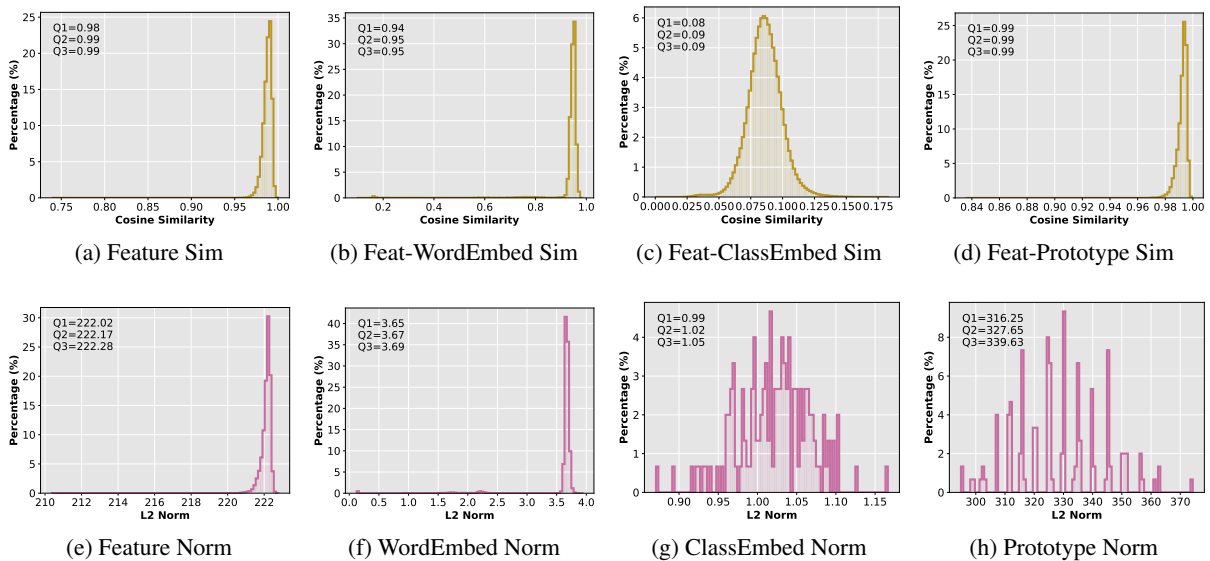 Q1=0.98
Q2=0.99
Q3=0.99
Percentage (%)
25
20
15
10
5
0
0.75 0.80 0.85 0.90 0.95 1.00
Cosine Similarity
(a) Feature Sim
Q1=0.94
Q2=0.95
Q3=0.95
Percentage (%)
35
30
25
20
15
10
5
0
0.2 0.4 0.6 0.8 1.0
Cosine Similarity
(b) Feat-WordEmbed Sim
Q1=0.08
Q2=0.09
Q3=0.09
Percentage (%)
6
5
4
3
2
1
0
0.000 0.025 0.050 0.075 0.100 0.125 0.150 0.175
Cosine Similarity
(c) Feat-ClassEmbed Sim
Q1=0.99
Q2=0.99
Q3=0.99
Percentage (%)
25
20
15
10
5
0
0.84 0.86 0.88 0.90 0.92 0.94 0.96 0.98 1.00
Cosine Similarity
(d) Feat-Prototype Sim
Q1=222.02
Q2=222.17
Q3=222.28
Percentage (%)
30
25
20
15
10
5
0
210 212 214 216 218 220 222
L2 Norm
(e) Feature Norm
Q1=3.65
Q2=3.67
Q3=3.69
Percentage (%)
40
35
30
25
20
15
10
5
0
0.0 0.5 1.0 1.5 2.0 2.5 3.0 3.5 4.0
L2 Norm
(f) WordEmbed Norm
Q1=0.99
Q2=1.02
Q3=1.05
Percentage (%)
4
3
2
1
0
0.90 0.95 1.00 1.05 1.10 1.15
L2 Norm
(g) ClassEmbed Norm
Q1=316.25
Q2=327.65
Q3=339.63
Percentage (%)
8
6
4
2
0
300 310 320 330 340 350 360 370
L2 Norm
(h) Prototype Norm